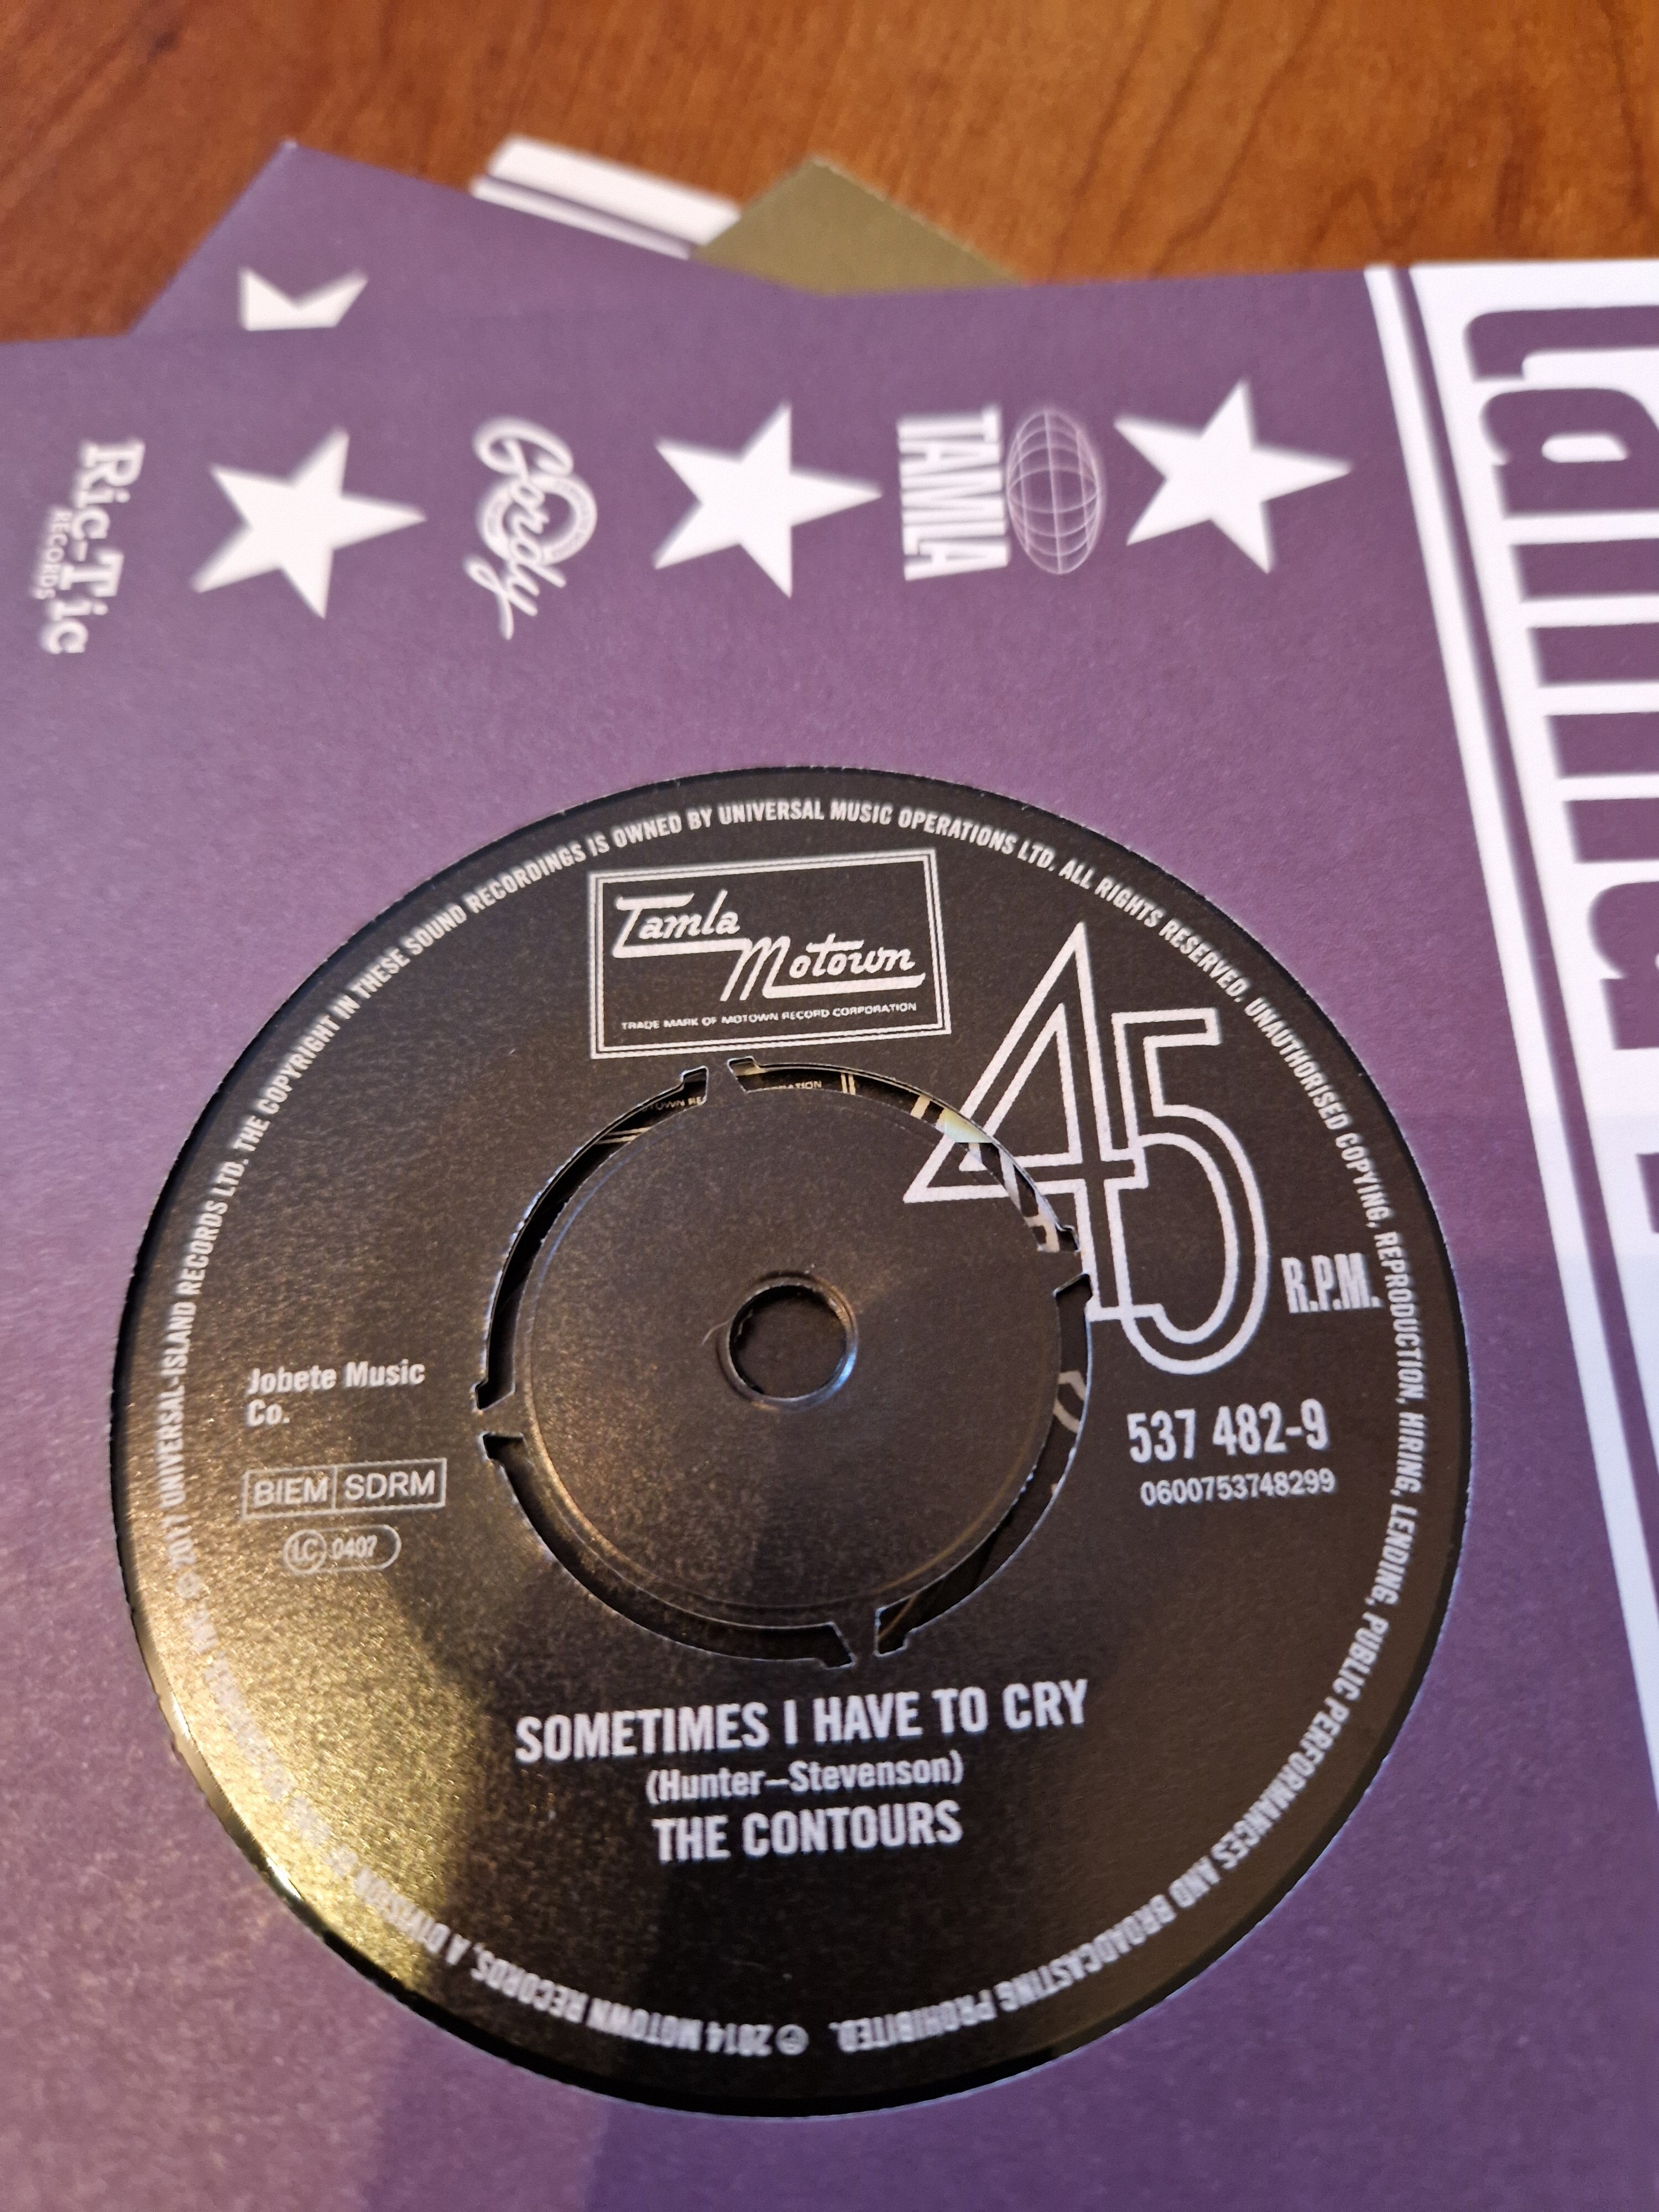 Ric-Tic
RECORDS
Gordy
TAMLA
THE COPYRIGHT IN THESE SOUND RECORDINGS IS OWNED BY UNIVERSAL MUSIC OPERATIONS LTD. ALL RIGHTS RESERVED. UNAUTHORISED COPYING, REPRODUCTION, HIRING, LENDING, PUBLIC PERFORMANCES AND BROADCASTING PROHIBITED.
℗ 2014 MOTOWN RECORDS, A DIVISION
2017 UNIVERSAL-ISLAND RECORDS LTD.
Tamla
Motown
TRADE MARK OF MOTOWN RECORD CORPORATION
45
R.P.M.
Jobete Music
Co.
BIEM SDRM
LC 0407
537 482-9
0600753748299
SOMETIMES I HAVE TO CRY
(Hunter–Stevenson)
THE CONTOURS